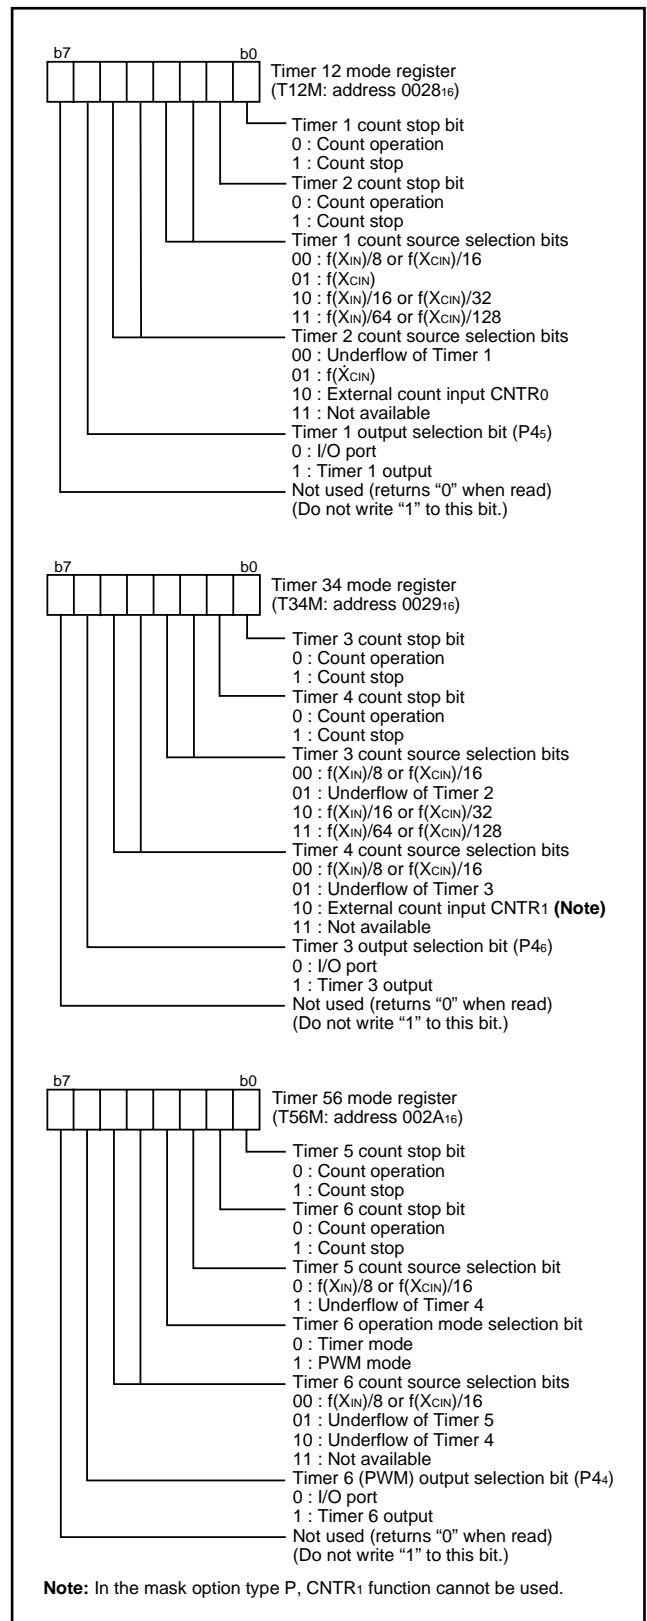 b7 b0
Timer 12 mode register
(T12M: address 0028₁₆)
Timer 1 count stop bit
0 : Count operation
1 : Count stop
Timer 2 count stop bit
0 : Count operation
1 : Count stop
Timer 1 count source selection bits
00 : f(XIN)/8 or f(XCIN)/16
01 : f(XCIN)
10 : f(XIN)/16 or f(XCIN)/32
11 : f(XIN)/64 or f(XCIN)/128
Timer 2 count source selection bits
00 : Underflow of Timer 1
01 : f(XCIN)
10 : External count input CNTR0
11 : Not available
Timer 1 output selection bit (P45)
0 : I/O port
1 : Timer 1 output
Not used (returns “0” when read)
(Do not write “1” to this bit.)
b7 b0
Timer 34 mode register
(T34M: address 0029₁₆)
Timer 3 count stop bit
0 : Count operation
1 : Count stop
Timer 4 count stop bit
0 : Count operation
1 : Count stop
Timer 3 count source selection bits
00 : f(XIN)/8 or f(XCIN)/16
01 : Underflow of Timer 2
10 : f(XIN)/16 or f(XCIN)/32
11 : f(XIN)/64 or f(XCIN)/128
Timer 4 count source selection bits
00 : f(XIN)/8 or f(XCIN)/16
01 : Underflow of Timer 3
10 : External count input CNTR1 (Note)
11 : Not available
Timer 3 output selection bit (P46)
0 : I/O port
1 : Timer 3 output
Not used (returns “0” when read)
(Do not write “1” to this bit.)
b7 b0
Timer 56 mode register
(T56M: address 002A₁₆)
Timer 5 count stop bit
0 : Count operation
1 : Count stop
Timer 6 count stop bit
0 : Count operation
1 : Count stop
Timer 5 count source selection bit
0 : f(XIN)/8 or f(XCIN)/16
1 : Underflow of Timer 4
Timer 6 operation mode selection bit
0 : Timer mode
1 : PWM mode
Timer 6 count source selection bits
00 : f(XIN)/8 or f(XCIN)/16
01 : Underflow of Timer 5
10 : Underflow of Timer 4
11 : Not available
Timer 6 (PWM) output selection bit (P44)
0 : I/O port
1 : Timer 6 output
Not used (returns “0” when read)
(Do not write “1” to this bit.)
Note: In the mask option type P, CNTR1 function cannot be used.